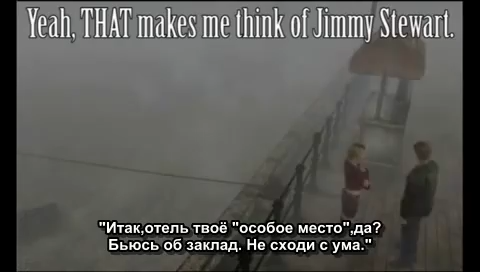 Yeah, THAT makes me think of Jimmy Stewart.
"Итак,отель твоё "особое место",да?
Бьюсь об заклад. Не сходи с ума."